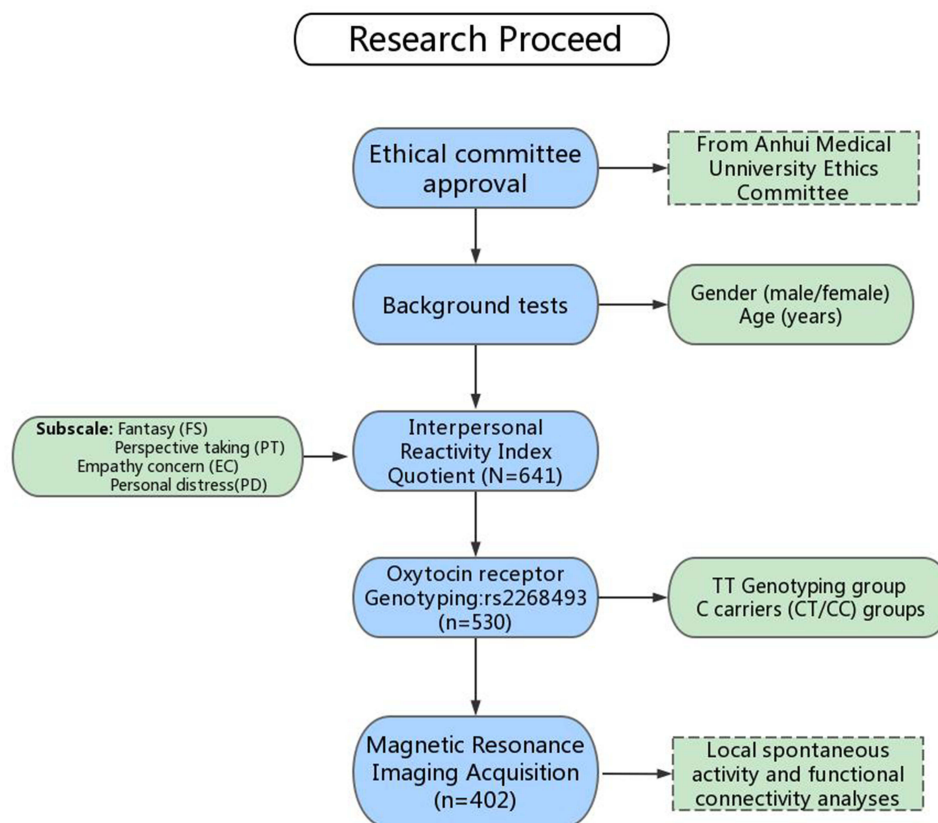 Research Proceed
Ethical committee
approval
From Anhui Medical
Unniversity Ethics
Committee
Background tests
Gender (male/female)
Age (years)
Subscale: Fantasy (FS)
Perspective taking (PT)
Empathy concern (EC)
Personal distress(PD)
Interpersonal
Reactivity Index
Quotient (N=641)
Oxytocin receptor
Genotyping:rs2268493
(n=530)
TT Genotyping group
C carriers (CT/CC) groups
Magnetic Resonance
Imaging Acquisition
(n=402)
Local spontaneous
activity and functional
connectivity analyses